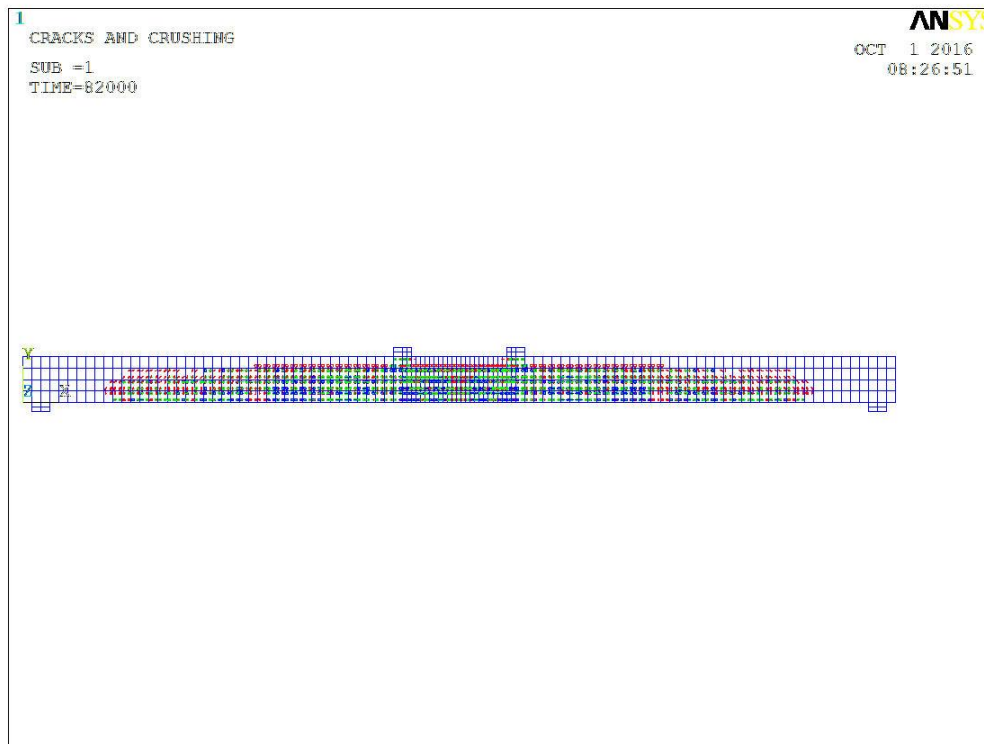 1
CRACKS AND CRUSHING
SUB =1
TIME=82000
ANSYS
OCT 1 2016
08:26:51
Y
Z X